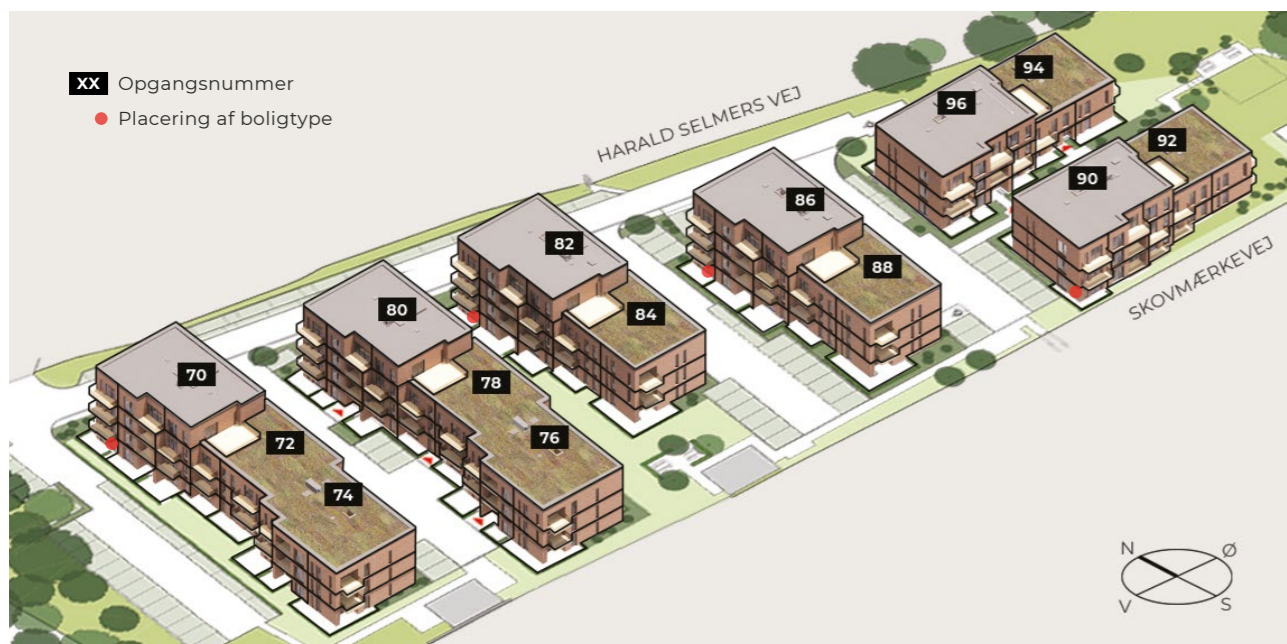 XX Opgangsnummer
Placering af boligtype
HARALD SELMERS VEJ
94
96
92
90
86
82
88
80
84
70
78
72
76
74
SKOVMÆRKEVEJ
N Ø
V S